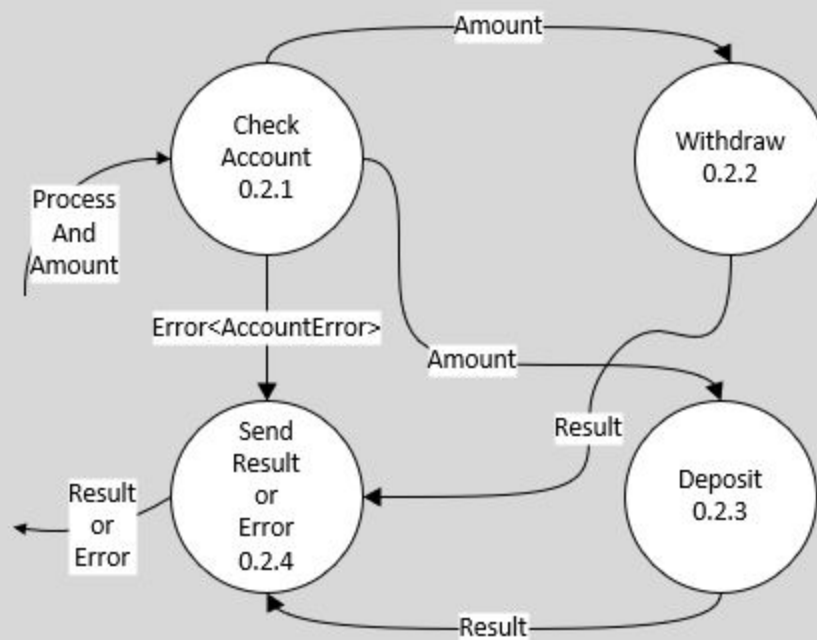 Amount
Check
Account
0.2.1
Withdraw
0.2.2
Process
And
Amount
Error<AccountError>
Amount
Result
Send
Result
or
Error
0.2.4
Deposit
0.2.3
Result
or
Error
Result